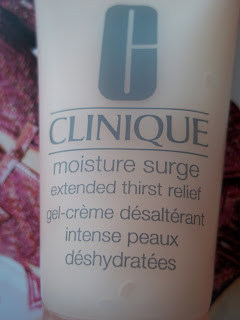 CLINIQUE
moisture surge
extended thirst relief
gel-crème désaltérant
intense peaux
déshydratées